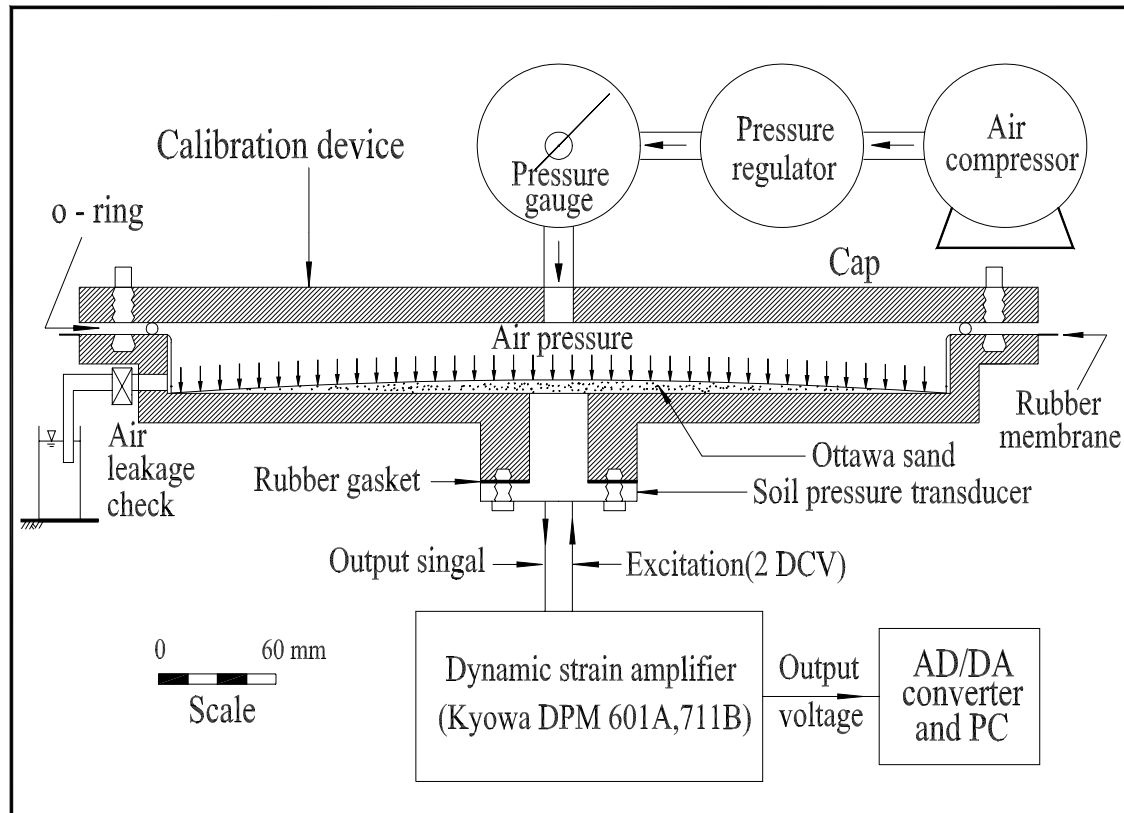 Calibration device
o - ring
Pressure
gauge
Pressure
regulator
Air
compressor
Cap
Air pressure
Air
leakage
check
Rubber
membrane
Ottawa sand
Rubber gasket
Soil pressure transducer
Output singal
Excitation(2 DCV)
0 60 mm
Scale
Dynamic strain amplifier
(Kyowa DPM 601A,711B)
Output
voltage
AD/DA
converter
and PC